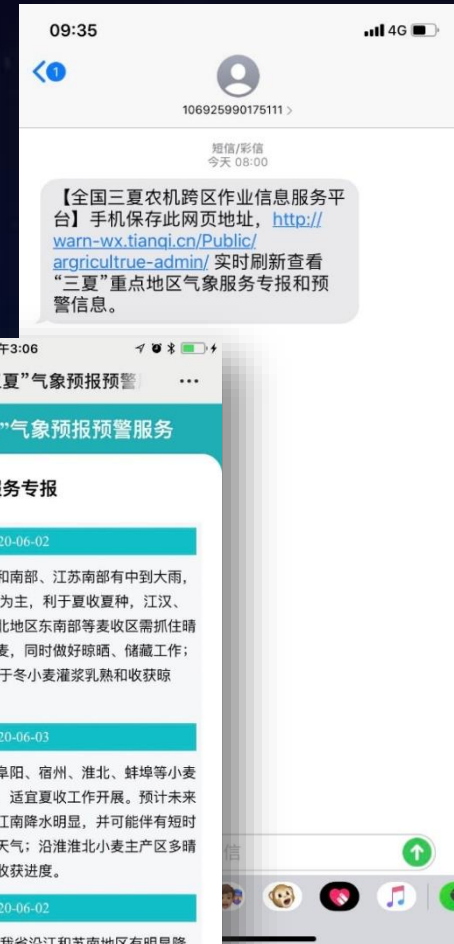 09:35
4G
1
106925990175111 >
短信/彩信
今天 08:00
【全国三夏农机跨区作业信息服务平
台】手机保存此网页地址，http://
warn-wx.tianqi.cn/Public/
argricultrue-admin/ 实时刷新查看
“三夏”重点地区气象服务专报和预
警信息。
午3:06
夏”气象预报预警
”气象预报预警服务
务专报
20-06-02
和南部、江苏南部有中到大雨，
为主，利于夏收夏种，江汉、
北地区东南部等麦收区需抓住晴
麦，同时做好晾晒、储藏工作；
于冬小麦灌浆乳熟和收获晾
20-06-03
阜阳、宿州、淮北、蚌埠等小麦
适宜夏收工作开展。预计未来
江南降水明显，并可能伴有短时
天气；沿淮淮北小麦主产区多晴
收获进度。
20-06-02
我省沿江和苏南地区有明显降
信